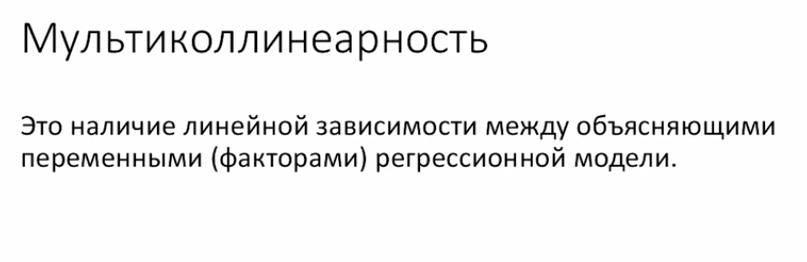 Мультиколлинеарность
Это наличие линейной зависимости между объясняющими
переменными (факторами) регрессионной модели.